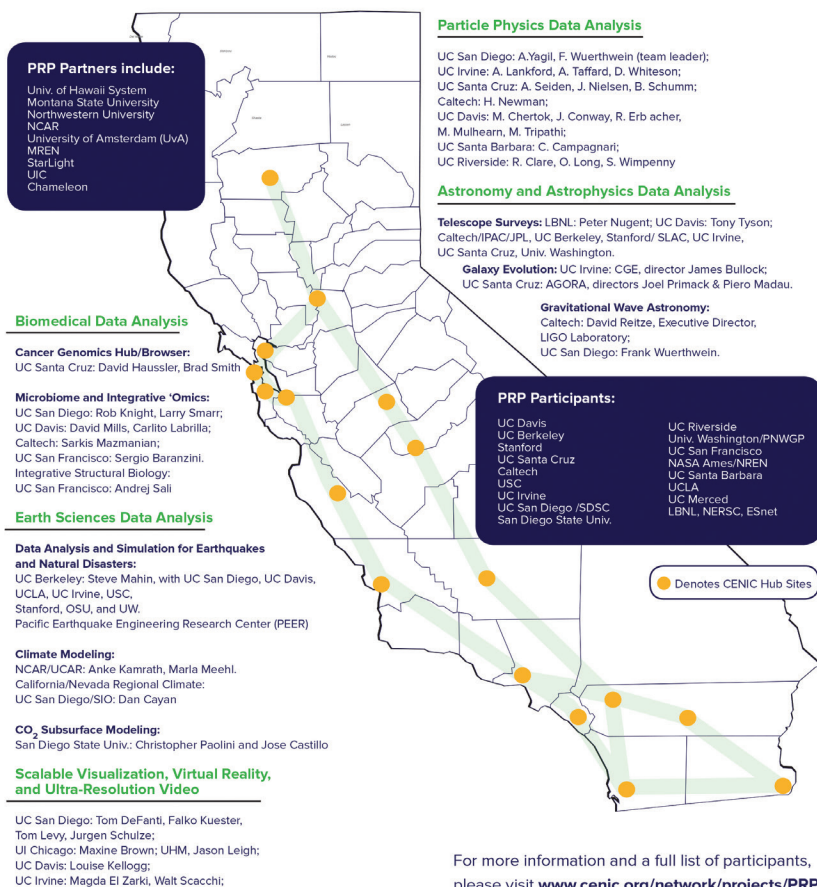 PRP Partners include:
Univ. of Hawaii System
Montana State University
Northwestern University
NCAR
University of Amsterdam (UvA)
MREN
StarLight
UIC
Chameleon
Particle Physics Data Analysis
UC San Diego: A.Yagil, F. Wuerthwein (team leader);
UC Irvine: A. Lankford, A. Taffard, D. Whiteson;
UC Santa Cruz: A. Seiden, J. Nielsen, B. Schumm;
Caltech: H. Newman;
UC Davis: M. Chertok, J. Conway, R. Erb acher,
M. Mulhearn, M. Tripathi;
UC Santa Barbara: C. Campagnari;
UC Riverside: R. Clare, O. Long, S. Wimpenny
Astronomy and Astrophysics Data Analysis
Telescope Surveys: LBNL: Peter Nugent; UC Davis: Tony Tyson;
Caltech/IPAC/JPL, UC Berkeley, Stanford/ SLAC, UC Irvine,
UC Santa Cruz, Univ. Washington.
Galaxy Evolution: UC Irvine: CGE, director James Bullock;
UC Santa Cruz: AGORA, directors Joel Primack & Piero Madau.
Gravitational Wave Astronomy:
Caltech: David Reitze, Executive Director,
LIGO Laboratory;
UC San Diego: Frank Wuerthwein.
Biomedical Data Analysis
Cancer Genomics Hub/Browser:
UC Santa Cruz: David Haussler, Brad Smith
Microbiome and Integrative ‘Omics:
UC San Diego: Rob Knight, Larry Smarr;
UC Davis: David Mills, Carlito Labrilla;
Caltech: Sarkis Mazmanian;
UC San Francisco: Sergio Baranzini.
Integrative Structural Biology:
UC San Francisco: Andrej Sali
PRP Participants:
UC Davis
UC Berkeley
Stanford
UC Santa Cruz
Caltech
USC
UC Irvine
UC San Diego /SDSC
San Diego State Univ.
UC Riverside
Univ. Washington/PNWGP
UC San Francisco
NASA Ames/NREN
UC Santa Barbara
UCLA
UC Merced
LBNL, NERSC, ESnet
Denotes CENIC Hub Sites
Earth Sciences Data Analysis
Data Analysis and Simulation for Earthquakes
and Natural Disasters:
UC Berkeley: Steve Mahin, with UC San Diego, UC Davis,
UCLA, UC Irvine, USC,
Stanford, OSU, and UW.
Pacific Earthquake Engineering Research Center (PEER)
Climate Modeling:
NCAR/UCAR: Anke Kamrath, Marla Meehl.
California/Nevada Regional Climate:
UC San Diego/SIO: Dan Cayan
CO2 Subsurface Modeling:
San Diego State Univ.: Christopher Paolini and Jose Castillo
Scalable Visualization, Virtual Reality,
and Ultra-Resolution Video
UC San Diego: Tom DeFanti, Falko Kuester,
Tom Levy, Jurgen Schulze;
UI Chicago: Maxine Brown; UHM, Jason Leigh;
UC Davis: Louise Kellogg;
UC Irvine: Magda El Zarki, Walt Scacchi;
For more information and a full list of participants,
please visit www.cenic.org/network/projects/PRP